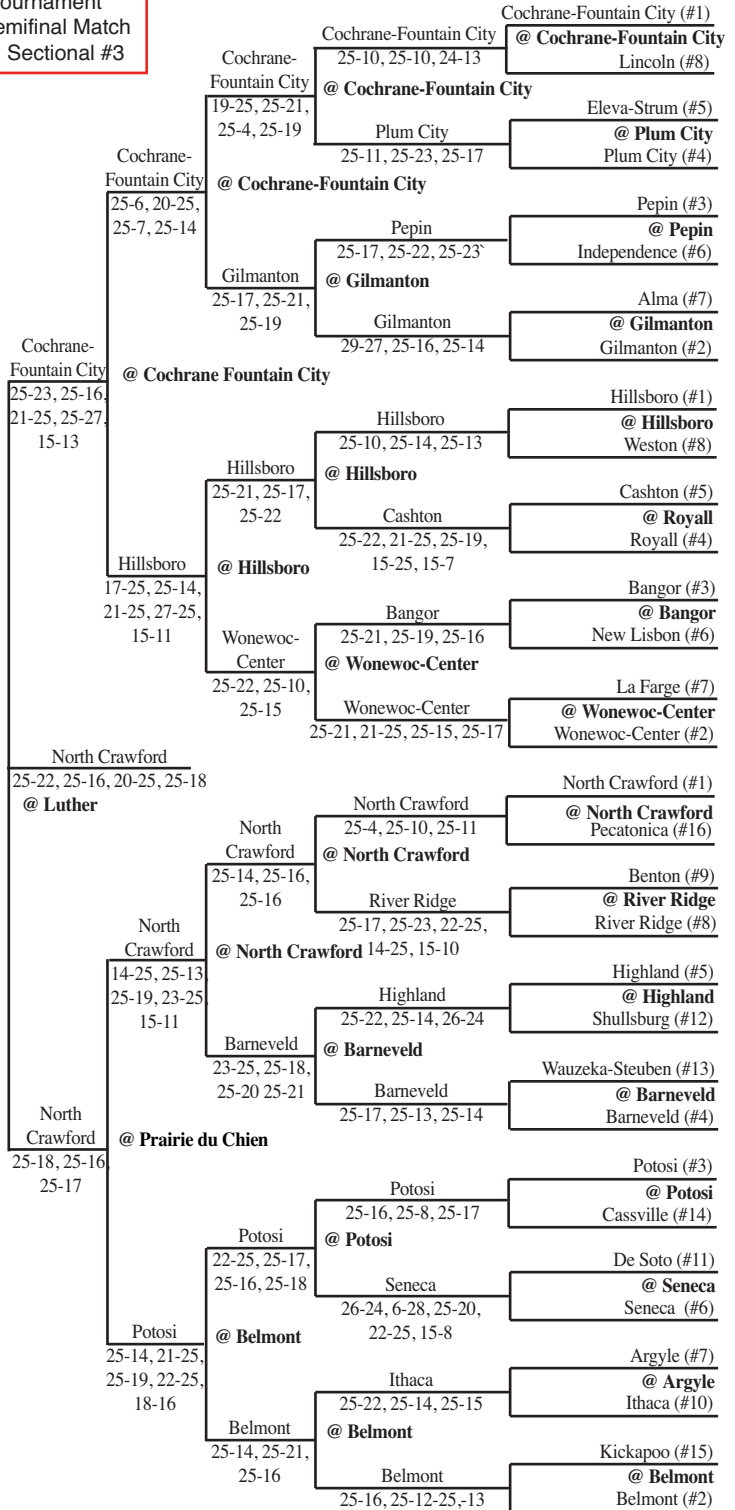 ournament
emifinal Match
Sectional #3
Cochrane-Fountain City (#1)
@ Cochrane-Fountain City
Lincoln (#8)
Eleva-Strum (#5)
@ Plum City
Plum City (#4)
Pepin (#3)
@ Pepin
Independence (#6)
Alma (#7)
@ Gilmanton
Gilmanton (#2)
Hillsboro (#1)
@ Hillsboro
Weston (#8)
Cashton (#5)
@ Royall
Royall (#4)
Bangor (#3)
@ Bangor
New Lisbon (#6)
La Farge (#7)
@ Wonewoc-Center
Wonewoc-Center (#2)
North Crawford (#1)
@ North Crawford
Pecatonica (#16)
Benton (#9)
@ River Ridge
River Ridge (#8)
Highland (#5)
@ Highland
Shullsburg (#12)
Wauzeka-Steuben (#13)
@ Barneveld
Barneveld (#4)
Potosi (#3)
@ Potosi
Cassville (#14)
De Soto (#11)
@ Seneca
Seneca (#6)
Argyle (#7)
@ Argyle
Ithaca (#10)
Kickapoo (#15)
@ Belmont
Belmont (#2)
Cochrane-Fountain City
25-10, 25-10, 24-13
@ Cochrane-Fountain City
Plum City
25-11, 25-23, 25-17
Pepin
25-17, 25-22, 25-23`
@ Gilmanton
Gilmanton
29-27, 25-16, 25-14
Hillsboro
25-10, 25-14, 25-13
@ Hillsboro
Cashton
25-22, 21-25, 25-19,
15-25, 15-7
Bangor
25-21, 25-19, 25-16
@ Wonewoc-Center
Wonewoc-Center
25-21, 21-25, 25-15, 25-17
North Crawford
25-4, 25-10, 25-11
@ North Crawford
River Ridge
25-17, 25-23, 22-25,
14-25, 15-10
Highland
25-22, 25-14, 26-24
@ Barneveld
Barneveld
25-17, 25-13, 25-14
Potosi
25-16, 25-8, 25-17
@ Potosi
Seneca
26-24, 6-28, 25-20,
22-25, 15-8
Ithaca
25-22, 25-14, 25-15
@ Belmont
Belmont
25-16, 25-12-25,-13
Cochrane-
Fountain City
19-25, 25-21,
25-4, 25-19
@ Cochrane-Fountain City
Gilmanton
25-17, 25-21,
25-19
Hillsboro
25-21, 25-17,
25-22
@ Hillsboro
Wonewoc-
Center
25-22, 25-10,
25-15
North
Crawford
25-14, 25-16,
25-16
@ North Crawford
Barneveld
23-25, 25-18,
25-20 25-21
Potosi
22-25, 25-17,
25-16, 25-18
@ Belmont
Belmont
25-14, 25-21,
25-16
Cochrane-
Fountain City
25-6, 20-25,
25-7, 25-14
@ Cochrane Fountain City
Hillsboro
17-25, 25-14,
21-25, 27-25,
15-11
North
Crawford
14-25, 25-13,
25-19, 23-25
15-11
@ Prairie du Chien
Potosi
25-14, 21-25,
25-19, 22-25,
18-16
Cochrane-
Fountain City
25-23, 25-16,
21-25, 25-27,
15-13
North Crawford
25-22, 25-16, 20-25, 25-18
@ Luther
North
Crawford
25-18, 25-16,
25-17